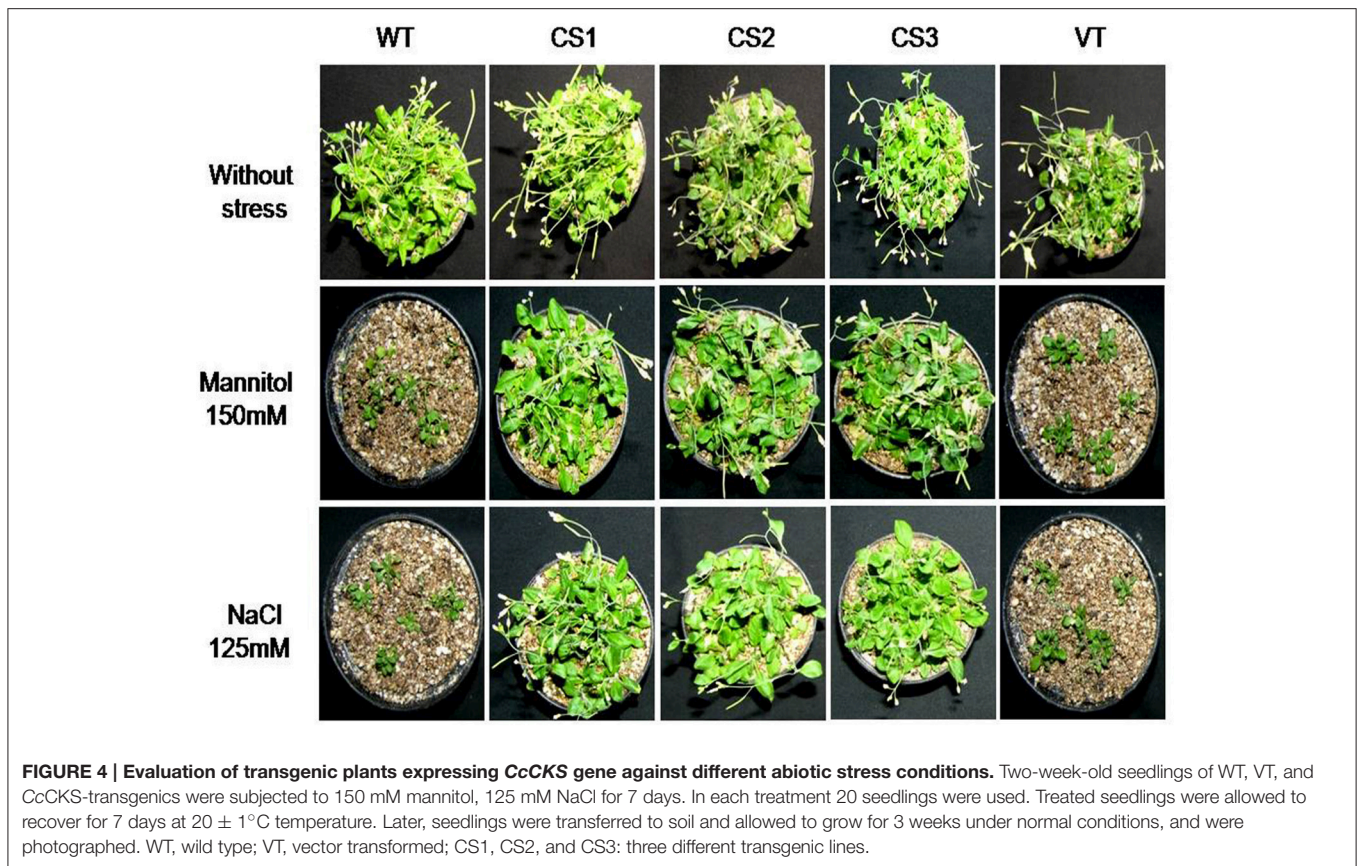 WT CS1 CS2 CS3 VT
Without
stress
Mannitol
150mM
NaCl
125mM
FIGURE 4 | Evaluation of transgenic plants expressing CcCKS gene against different abiotic stress conditions. Two-week-old seedlings of WT, VT, and
CcCKS-transgenics were subjected to 150 mM mannitol, 125 mM NaCl for 7 days. In each treatment 20 seedlings were used. Treated seedlings were allowed to
recover for 7 days at 20 ± 1°C temperature. Later, seedlings were transferred to soil and allowed to grow for 3 weeks under normal conditions, and were
photographed. WT, wild type; VT, vector transformed; CS1, CS2, and CS3: three different transgenic lines.